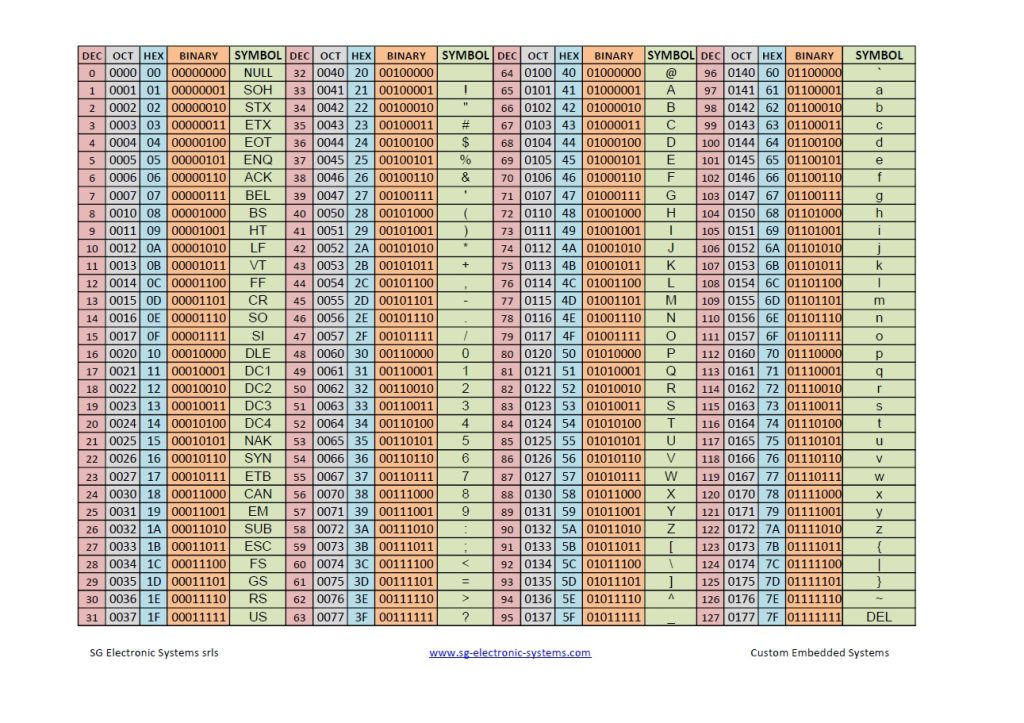 DEC OCT HEX BINARY SYMBOL DEC OCT HEX BINARY SYMBOL DEC OCT HEX BINARY SYMBOL DEC OCT HEX BINARY SYMBOL
0 0000 00 00000000 NULL 32 0040 20 00100000 64 0100 40 01000000 @ 96 0140 60 01100000 `
1 0001 01 00000001 SOH 33 0041 21 00100001 ! 65 0101 41 01000001 A 97 0141 61 01100001 a
2 0002 02 00000010 STX 34 0042 22 00100010 " 66 0102 42 01000010 B 98 0142 62 01100010 b
3 0003 03 00000011 ETX 35 0043 23 00100011 # 67 0103 43 01000011 C 99 0143 63 01100011 c
4 0004 04 00000100 EOT 36 0044 24 00100100 $ 68 0104 44 01000100 D 100 0144 64 01100100 d
5 0005 05 00000101 ENQ 37 0045 25 00100101 % 69 0105 45 01000101 E 101 0145 65 01100101 e
6 0006 06 00000110 ACK 38 0046 26 00100110 & 70 0106 46 01000110 F 102 0146 66 01100110 f
7 0007 07 00000111 BEL 39 0047 27 00100111 ' 71 0107 47 01000111 G 103 0147 67 01100111 g
8 0010 08 00001000 BS 40 0050 28 00101000 ( 72 0110 48 01001000 H 104 0150 68 01101000 h
9 0011 09 00001001 HT 41 0051 29 00101001 ) 73 0111 49 01001001 I 105 0151 69 01101001 i
10 0012 0A 00001010 LF 42 0052 2A 00101010 * 74 0112 4A 01001010 J 106 0152 6A 01101010 j
11 0013 0B 00001011 VT 43 0053 2B 00101011 + 75 0113 4B 01001011 K 107 0153 6B 01101011 k
12 0014 0C 00001100 FF 44 0054 2C 00101100 , 76 0114 4C 01001100 L 108 0154 6C 01101100 l
13 0015 0D 00001101 CR 45 0055 2D 00101101 - 77 0115 4D 01001101 M 109 0155 6D 01101101 m
14 0016 0E 00001110 SO 46 0056 2E 00101110 . 78 0116 4E 01001110 N 110 0156 6E 01101110 n
15 0017 0F 00001111 SI 47 0057 2F 00101111 / 79 0117 4F 01001111 O 111 0157 6F 01101111 o
16 0020 10 00010000 DLE 48 0060 30 00110000 0 80 0120 50 01010000 P 112 0160 70 01110000 p
17 0021 11 00010001 DC1 49 0061 31 00110001 1 81 0121 51 01010001 Q 113 0161 71 01110001 q
18 0022 12 00010010 DC2 50 0062 32 00110010 2 82 0122 52 01010010 R 114 0162 72 01110010 r
19 0023 13 00010011 DC3 51 0063 33 00110011 3 83 0123 53 01010011 S 115 0163 73 01110011 s
20 0024 14 00010100 DC4 52 0064 34 00110100 4 84 0124 54 01010100 T 116 0164 74 01110100 t
21 0025 15 00010101 NAK 53 0065 35 00110101 5 85 0125 55 01010101 U 117 0165 75 01110101 u
22 0026 16 00010110 SYN 54 0066 36 00110110 6 86 0126 56 01010110 V 118 0166 76 01110110 v
23 0027 17 00010111 ETB 55 0067 37 00110111 7 87 0127 57 01010111 W 119 0167 77 01110111 w
24 0030 18 00011000 CAN 56 0070 38 00111000 8 88 0130 58 01011000 X 120 0170 78 01111000 x
25 0031 19 00011001 EM 57 0071 39 00111001 9 89 0131 59 01011001 Y 121 0171 79 01111001 y
26 0032 1A 00011010 SUB 58 0072 3A 00111010 : 90 0132 5A 01011010 Z 122 0172 7A 01111010 z
27 0033 1B 00011011 ESC 59 0073 3B 00111011 ; 91 0133 5B 01011011 [ 123 0173 7B 01111011 {
28 0034 1C 00011100 FS 60 0074 3C 00111100 < 92 0134 5C 01011100 \ 124 0174 7C 01111100 |
29 0035 1D 00011101 GS 61 0075 3D 00111101 = 93 0135 5D 01011101 ] 125 0175 7D 01111101 }
30 0036 1E 00011110 RS 62 0076 3E 00111110 > 94 0136 5E 01011110 ^ 126 0176 7E 01111110 ~
31 0037 1F 00011111 US 63 0077 3F 00111111 ? 95 0137 5F 01011111 _ 127 0177 7F 01111111 DEL
SG Electronic Systems srls www.sg-electronic-systems.com Custom Embedded Systems